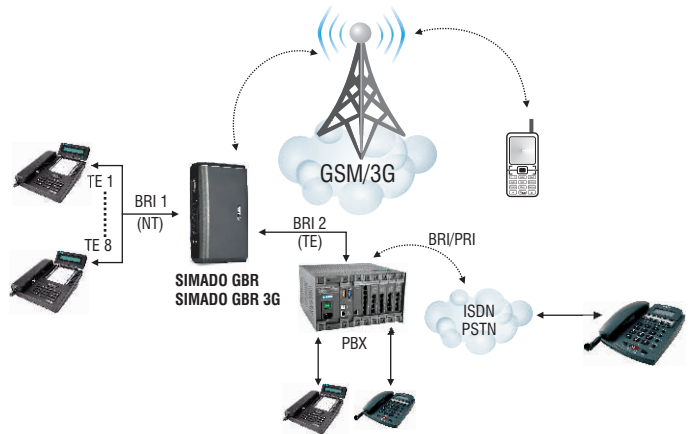 GSM/3G
TE 1
TE 8
BRI 1
(NT)
BRI 2
(TE)
BRI/PRI
SIMADO GBR
SIMADO GBR 3G
ISDN
PSTN
PBX